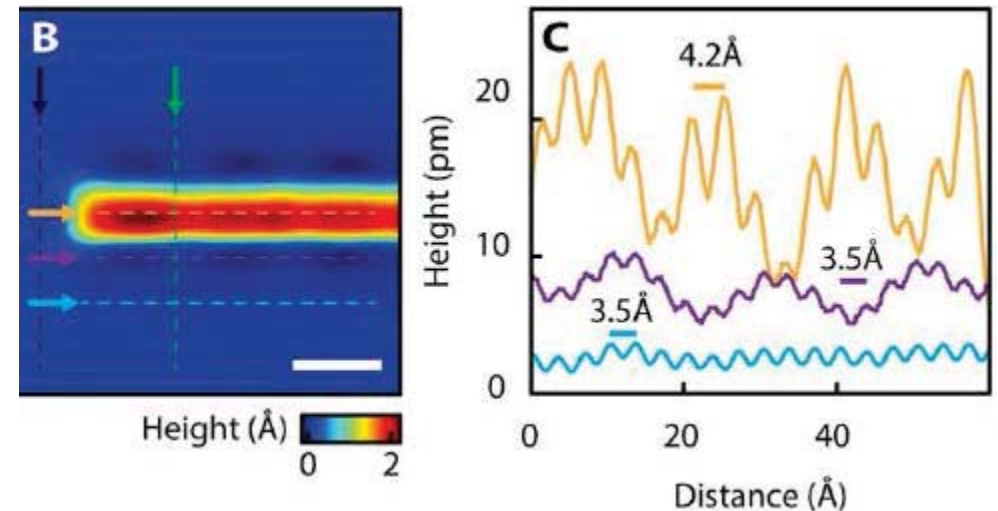 B
Height (Å)
0 2
C
4.2Å
3.5Å
3.5Å
Height (pm)
20
10
0
0 20 40
Distance (Å)